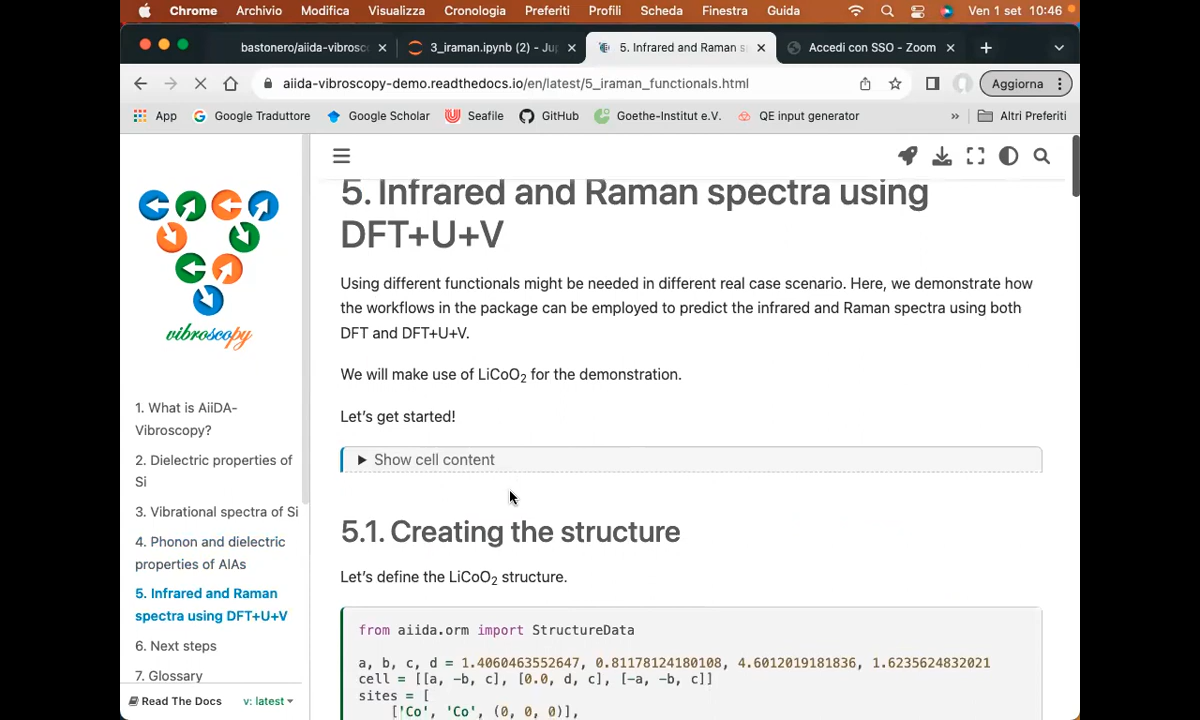 Chrome Archivio Modifica Visualizza Cronologia Preferiti Profili Scheda Finestra Guida Ven 1 set 10:46
bastonero/aiida-vibrosc 3_iraman.ipynb (2) - Ju 5. Infrared and Raman s Accedi con SSO - Zoom
aiida-vibroscopy-demo.readthedocs.io/en/latest/5_iraman_functionals.html Aggiorna
App Google Traduttore Google Scholar Seafile GitHub Goethe-Institut e.V. QE input generator » Altri Preferiti
vibroscopy
1. What is AiiDA-
Vibroscopy?
2. Dielectric properties of
Si
3. Vibrational spectra of Si
4. Phonon and dielectric
properties of AlAs
5. Infrared and Raman
spectra using DFT+U+V
6. Next steps
7. Glossary
Read The Docs v: latest
5. Infrared and Raman spectra using
DFT+U+V
Using different functionals might be needed in different real case scenario. Here, we demonstrate how
the workflows in the package can be employed to predict the infrared and Raman spectra using both
DFT and DFT+U+V.
We will make use of LiCoO2 for the demonstration.
Let's get started!
Show cell content
5.1. Creating the structure
Let's define the LiCoO2 structure.
from aiida.orm import StructureData
a, b, c, d = 1.4060463552647, 0.81178124180108, 4.6012019181836, 1.6235624832021
cell = [[a, -b, c], [0.0, d, c], [-a, -b, c]]
sites = [
['Co', 'Co', (0, 0, 0)],